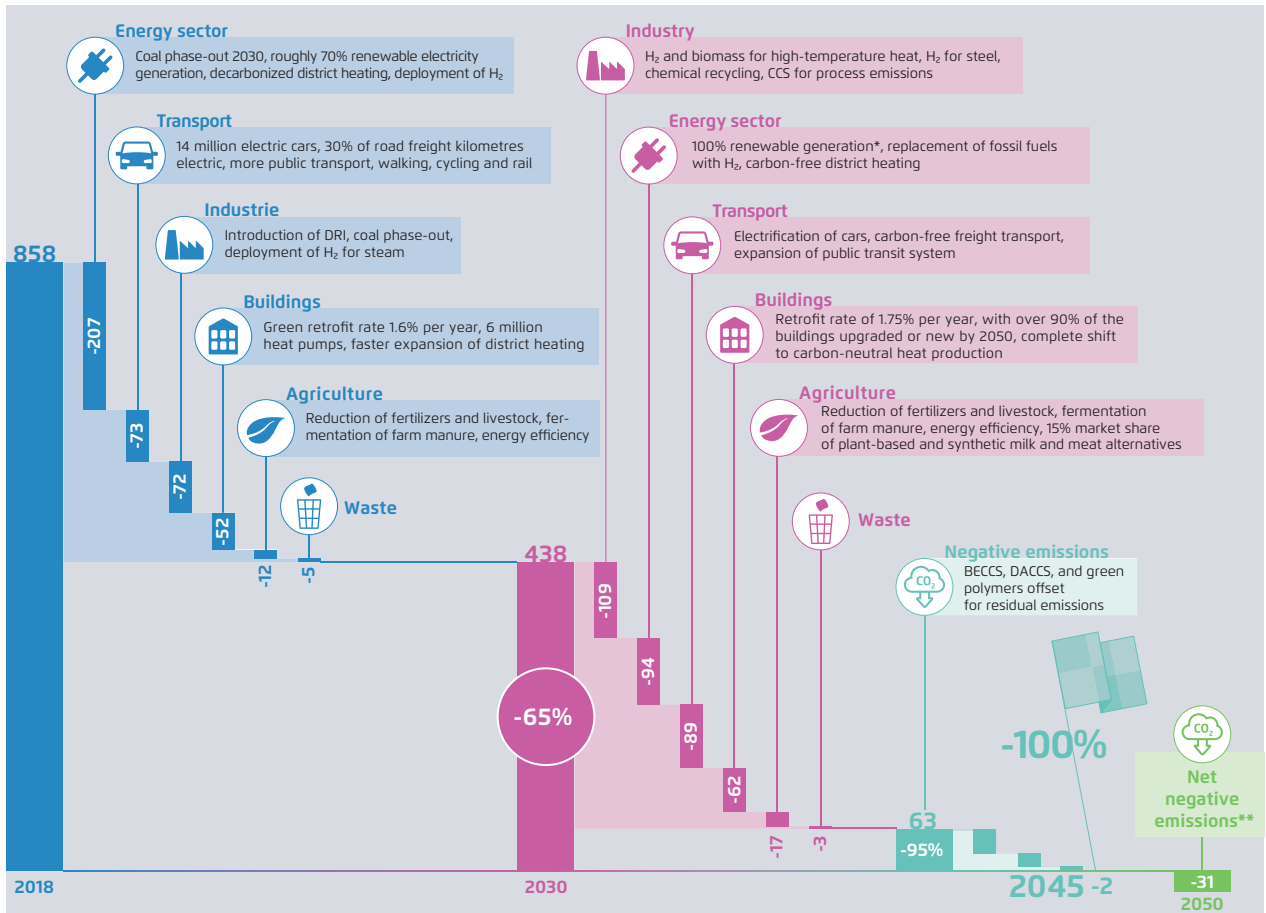 Energy sector
Coal phase-out 2030, roughly 70% renewable electricity
generation, decarbonized district heating, deployment of H₂
Transport
14 million electric cars, 30% of road freight kilometres
electric, more public transport, walking, cycling and rail
Industrie
Introduction of DRI, coal phase-out,
deployment of H₂ for steam
Buildings
Green retrofit rate 1.6% per year, 6 million
heat pumps, faster expansion of district heating
Agriculture
Reduction of fertilizers and livestock, fer-
mentation of farm manure, energy efficiency
Waste
858
-207
-73
-72
-52
-12
-5
2018
Industry
H₂ and biomass for high-temperature heat, H₂ for steel,
chemical recycling, CCS for process emissions
Energy sector
100% renewable generation*, replacement of fossil fuels
with H₂, carbon-free district heating
Transport
Electrification of cars, carbon-free freight transport,
expansion of public transit system
Buildings
Retrofit rate of 1.75% per year, with over 90% of the
buildings upgraded or new by 2050, complete shift
to carbon-neutral heat production
Agriculture
Reduction of fertilizers and livestock, fermentation
of farm manure, energy efficiency, 15% market share
of plant-based and synthetic milk and meat alternatives
Waste
438
-65%
-109
-94
-89
-62
-17
-3
2030
Negative emissions
CO₂
BECCS, DACCS, and green
polymers offset
for residual emissions
63
-95%
-100%
2045
-2
CO₂
Net
negative
emissions**
-31
2050